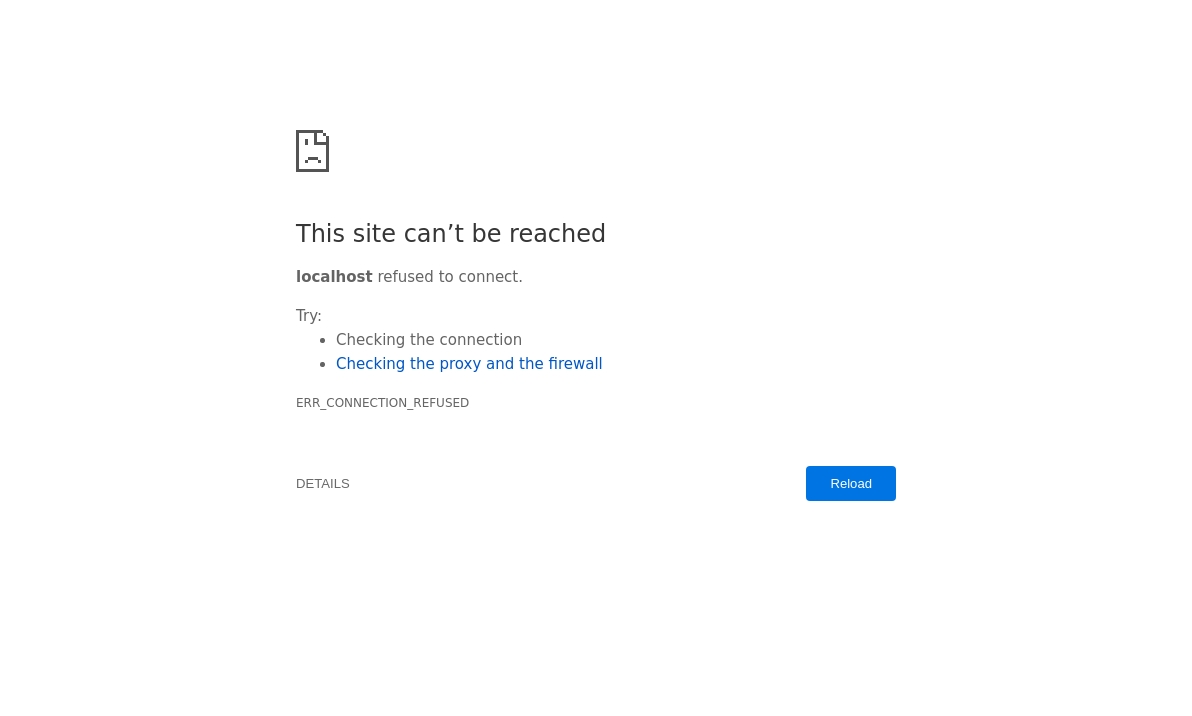 This site can’t be reached
localhost refused to connect.
Try:
• Checking the connection
• Checking the proxy and the firewall
ERR_CONNECTION_REFUSED
DETAILS
Reload